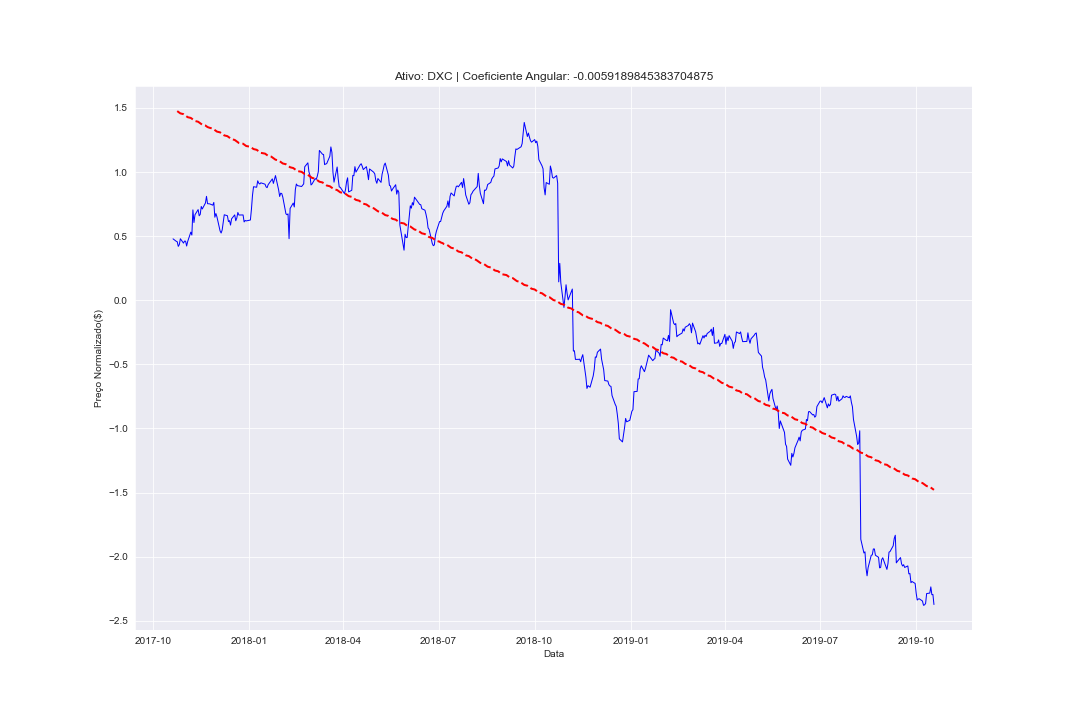 Ativo: DXC | Coeficiente Angular: -0.0059189845383704875
Preço Normalizado($)
1.5
1.0
0.5
0.0
−0.5
−1.0
−1.5
−2.0
−2.5
2017-10 2018-01 2018-04 2018-07 2018-10 2019-01 2019-04 2019-07 2019-10
Data